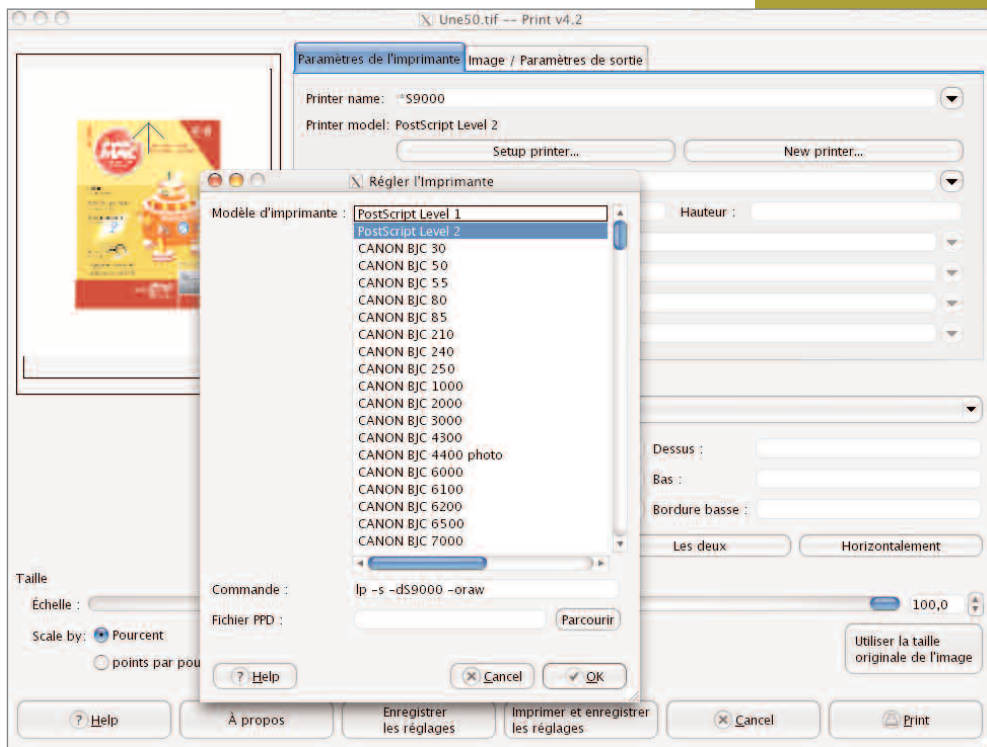 Une50.tif -- Print v4.2
Paramètres de l'imprimante
Image / Paramètres de sortie
Printer name: *S9000
Printer model: PostScript Level 2
Setup printer...
New printer...
Régler l'Imprimante
Modèle d'imprimante :
PostScript Level 1
PostScript Level 2
CANON BJC 30
CANON BJC 50
CANON BJC 55
CANON BJC 80
CANON BJC 85
CANON BJC 210
CANON BJC 240
CANON BJC 250
CANON BJC 1000
CANON BJC 2000
CANON BJC 3000
CANON BJC 4300
CANON BJC 4400 photo
CANON BJC 6000
CANON BJC 6100
CANON BJC 6200
CANON BJC 6500
CANON BJC 7000
Commande :
lp -s -dS9000 -oraw
Fichier PPD :
Parcourir
? Help
Cancel
OK
Hauteur :
Dessus :
Bas :
Bordure basse :
Les deux
Horizontalement
Taille
Échelle :
100,0
Scale by:
Pourcent
points par pou
Utiliser la taille
originale de l'image
? Help
À propos
Enregistrer
les réglages
Imprimer et enregistrer
les réglages
Cancel
Print